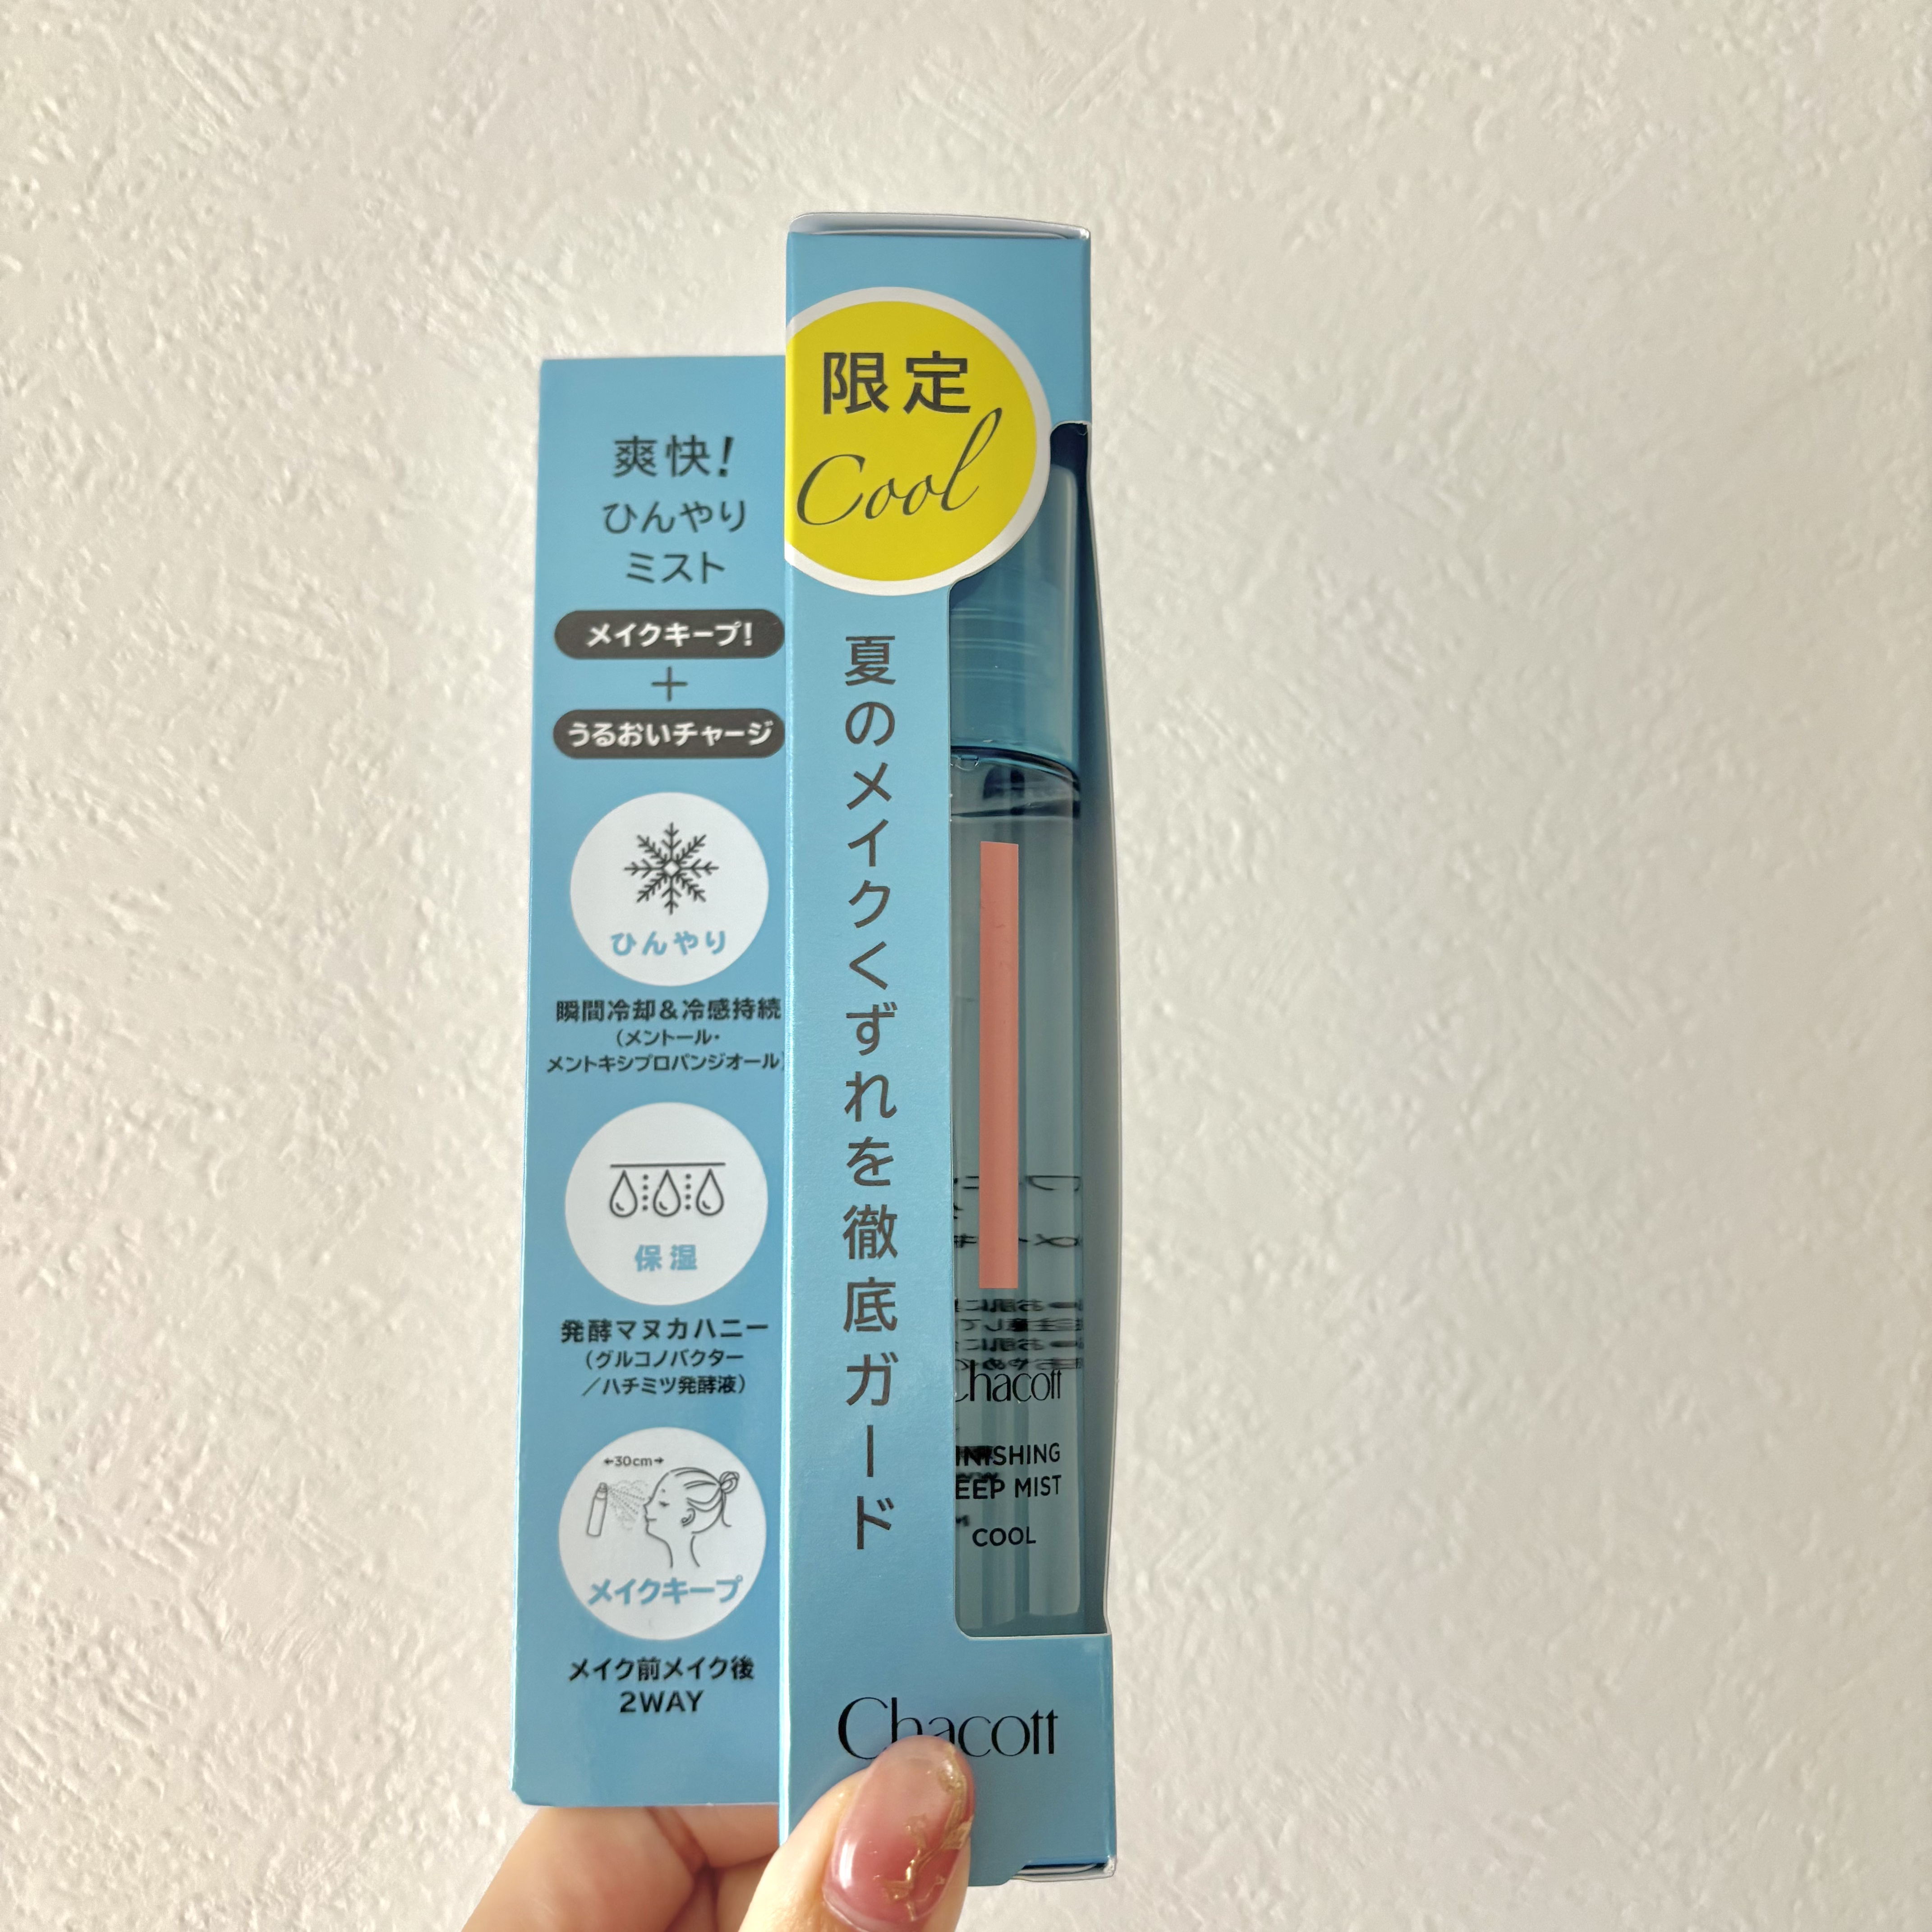 爽快！
ひんやり
ミスト
メイクキープ！
+
うるおいチャージ
ひんやり
瞬間冷却＆冷感持続
（メントール・
メントキシプロパンジオール）
保湿
発酵マヌカハニー
（グルコノバクター
／ハチミツ発酵液）
←30cm→
メイクキープ
メイク前メイク後
2WAY
限定
Cool
夏のメイクくずれを徹底ガード
Chacott
NISHING
EEP MIST
COOL
Chacott